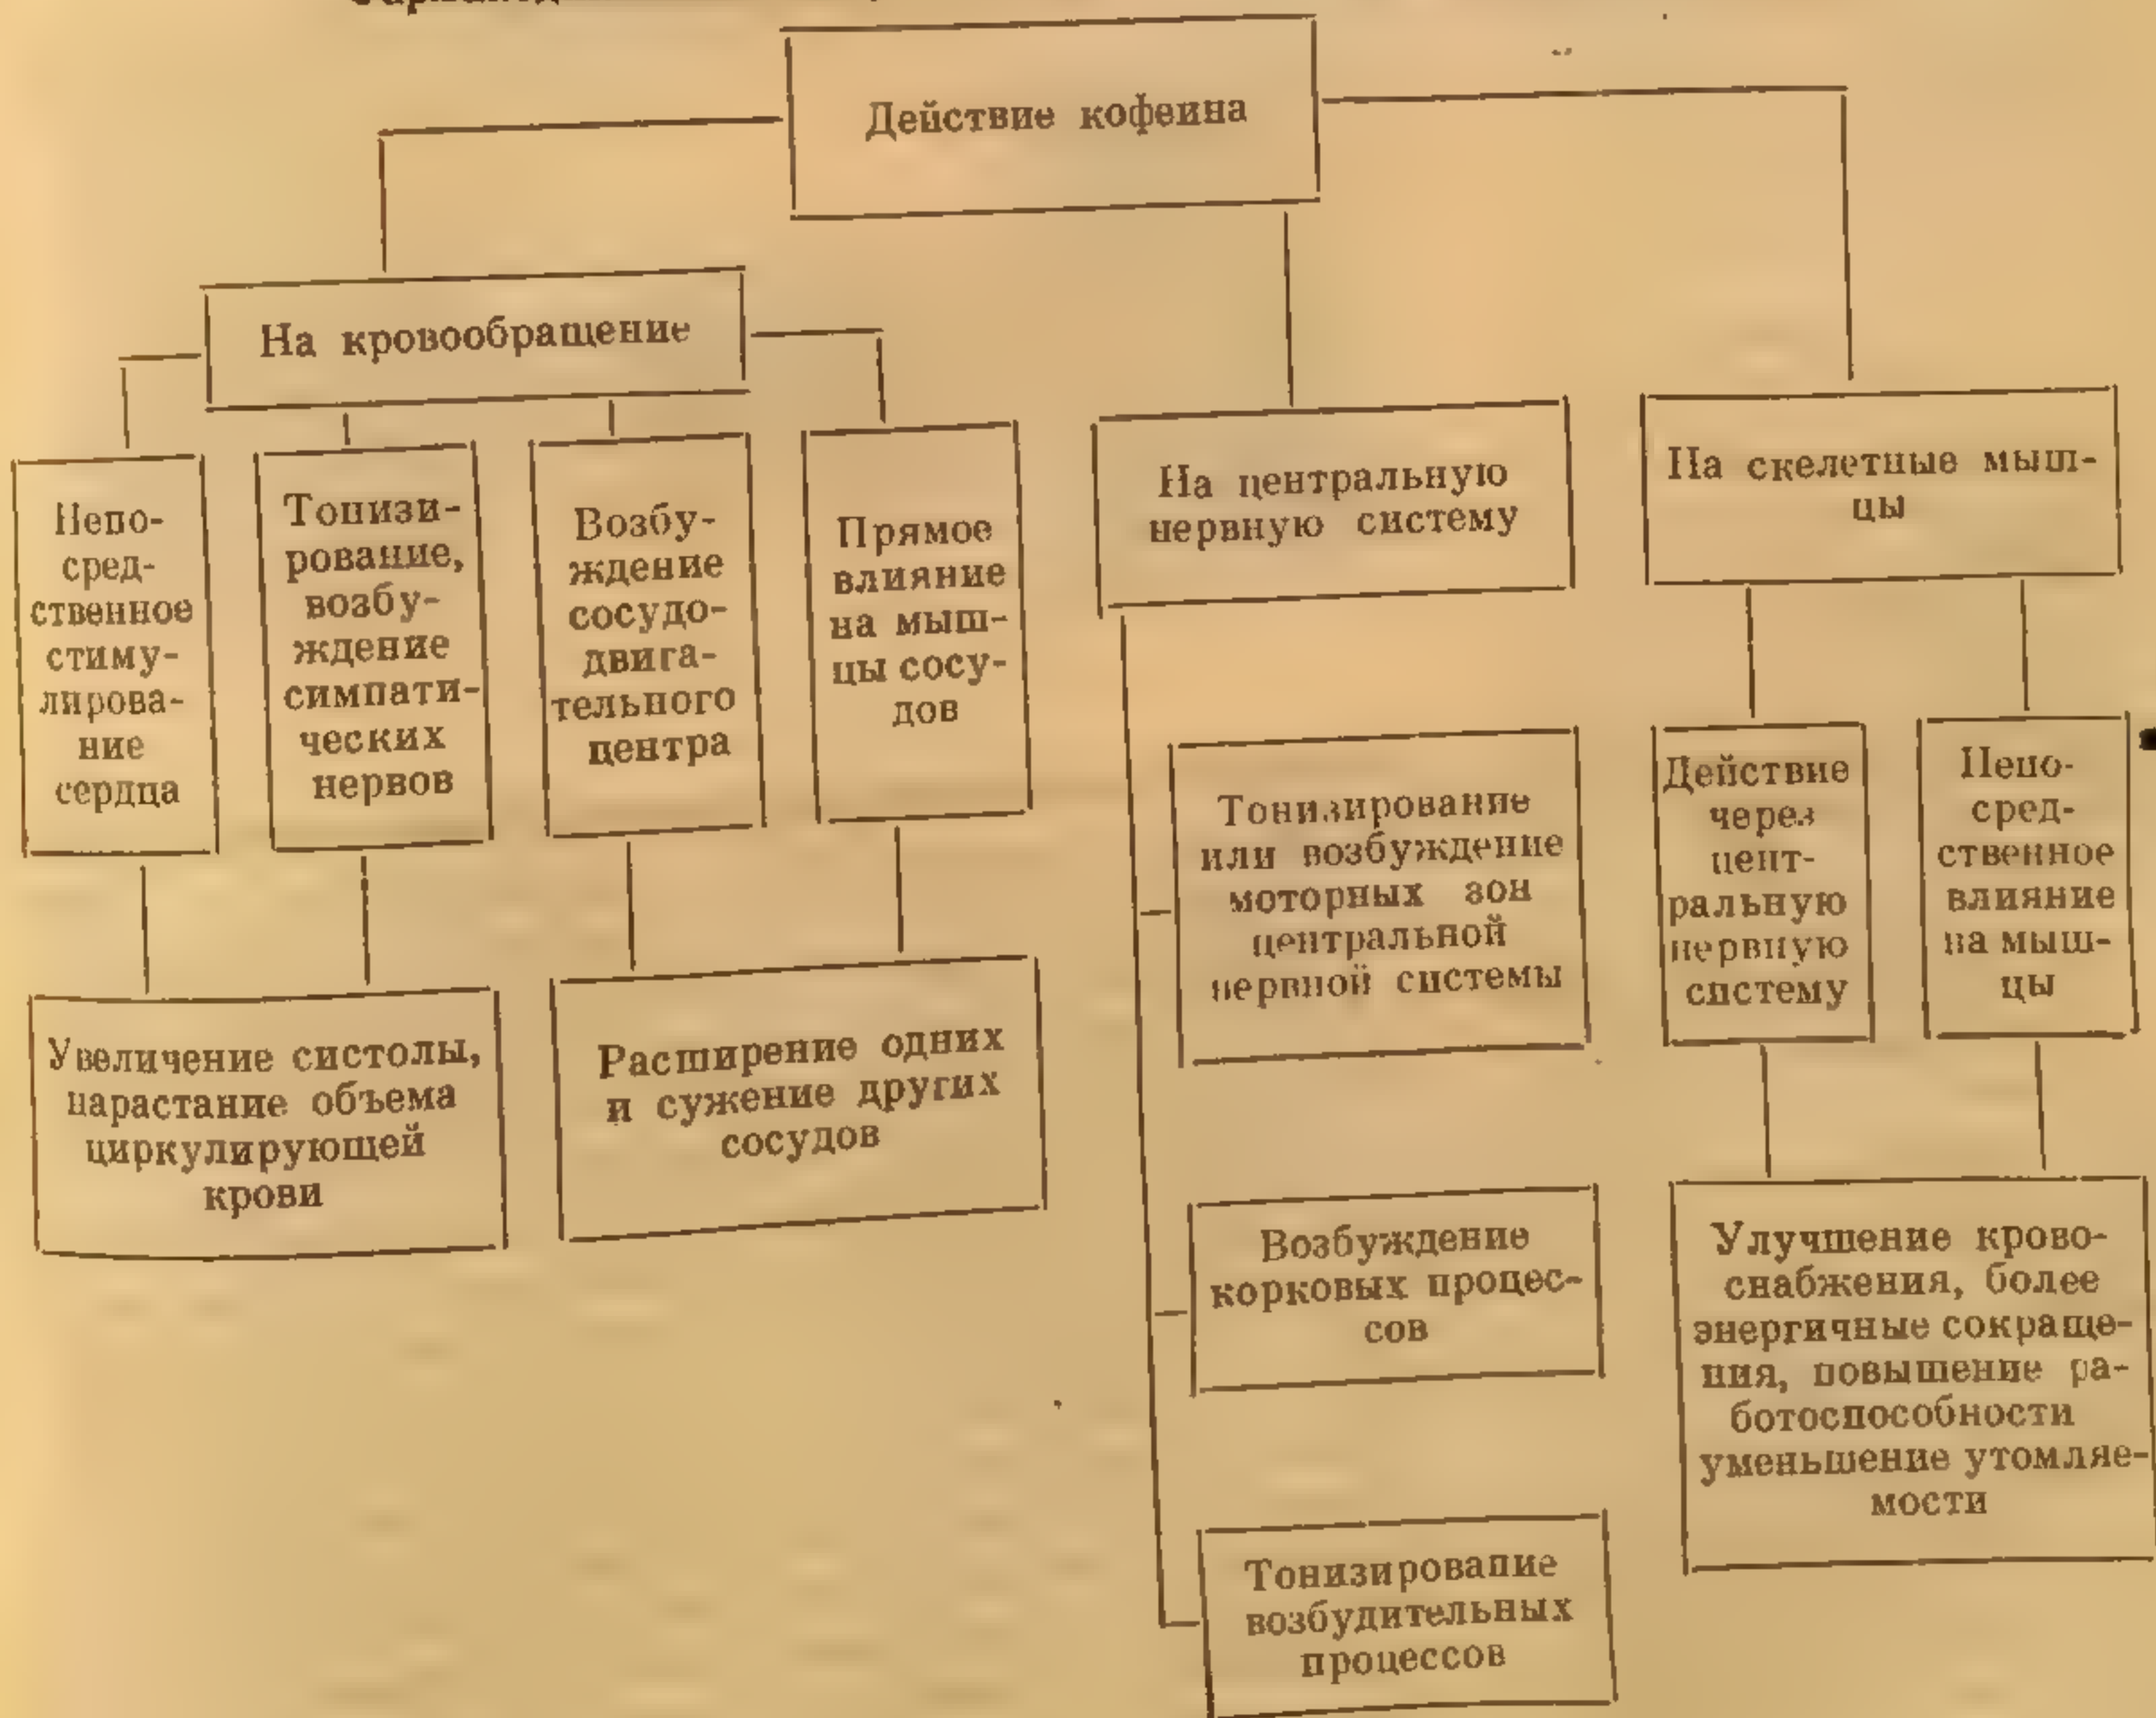 Действие кофеина
На кровообращение
Непо-
сред-
ственное
стиму-
лирова-
ние
сердца
Тонизи-
рование,
возбу-
ждение
симпати-
ческих
нервов
Возбу-
ждение
сосудо-
двига-
тельного
центра
Прямое
влияние
на мыш-
цы сосу-
дов
Увеличение систолы,
нарастание объема
циркулирующей
крови
Расширение одних
и сужение других
сосудов
На центральную
нервную систему
Тонизирование
или возбуждение
моторных зон
центральной
нервной системы
Возбуждение
корковых процес-
сов
Тонизирование
возбудительных
процессов
На скелетные мыш-
цы
Действие
через
цент-
ральную
нервную
систему
Непо-
сред-
ственное
влияние
на мыш-
цы
Улучшение крово-
снабжения, более
энергичные сокраще-
ния, повышение ра-
ботоспособности
уменьшение утомляе-
мости